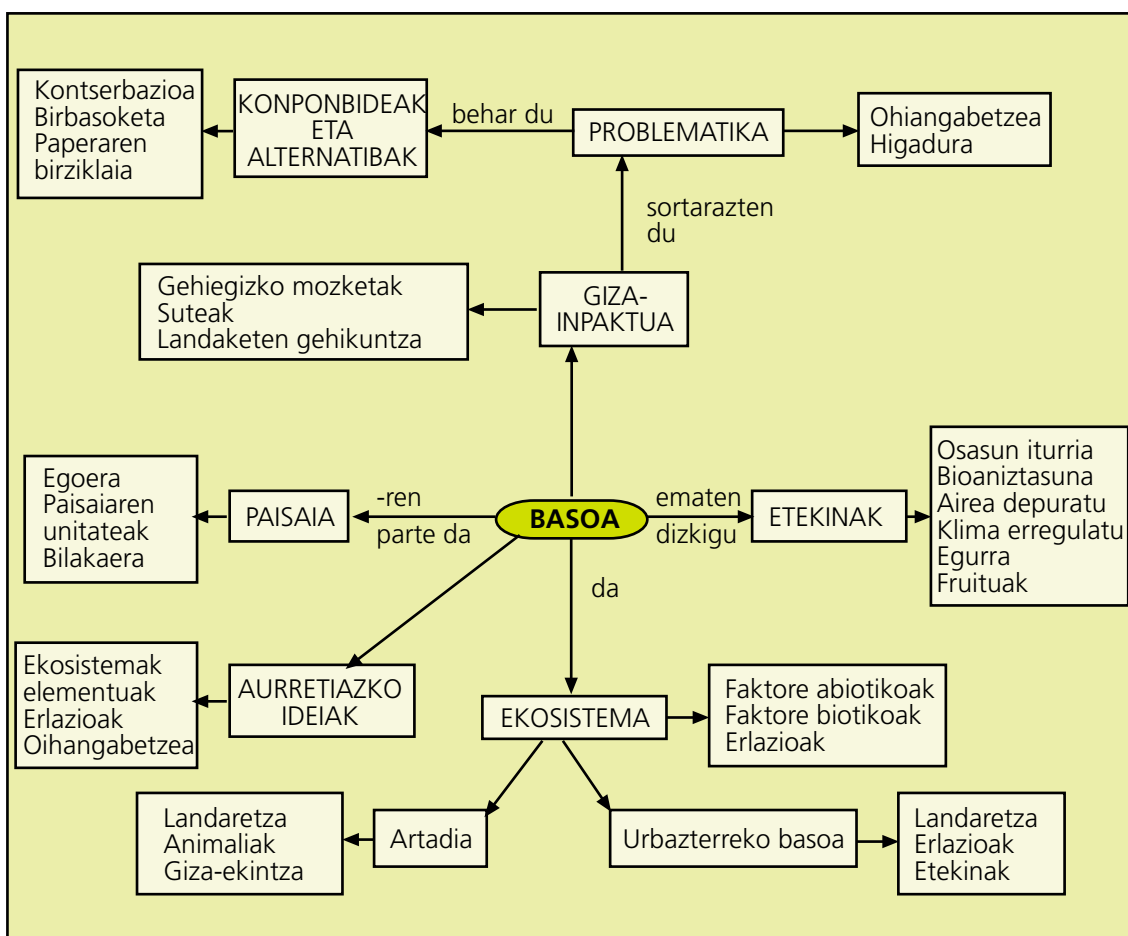 Kontserbazioa
Birbasoketa
Paperaren
birziklaia
KONPONBIDEAK
ETA
ALTERNATIBAK
behar du
PROBLEMATIKA
Ohiangabetzea
Higadura
sortarazten
du
Gehiegizko mozketak
Suteak
Landaketen gehikuntza
GIZA-
INPAKTUA
Egoera
Paisaiaren
unitateak
Bilakaera
PAISAIA
-ren
parte da
BASOA
ematen
dizkigu
ETEKINAK
Osasun iturria
Bioaniztasuna
Airea depuratu
Klima erregulatu
Egurra
Fruituak
da
Ekosistemak
elementuak
Erlazioak
Oihangabetzea
AURRETIAZKO
IDEIAK
EKOSISTEMA
Faktore abiotikoak
Faktore biotikoak
Erlazioak
Landaretza
Animaliak
Giza-ekintza
Artadia
Urbazterreko basoa
Landaretza
Erlazioak
Etekinak